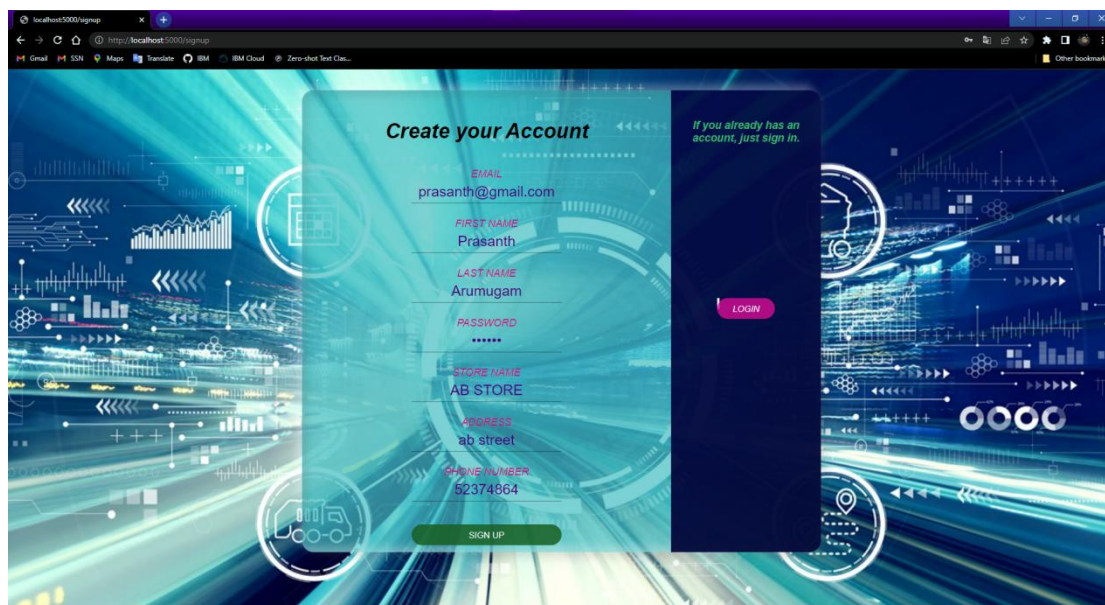 localhost:5000/signup
http://localhost:5000/signup
Gmail SSN Maps Translate IBM IBM Cloud Zero-shot Text Clas... Other bookmark
Create your Account
If you already has an
account, just sign in.
EMAIL
prasanth@gmail.com
FIRST NAME
Prasanth
LAST NAME
Arumugam
LOGIN
PASSWORD
••••••
STORE NAME
AB STORE
ADDRESS
ab street
PHONE NUMBER
52374864
SIGN UP